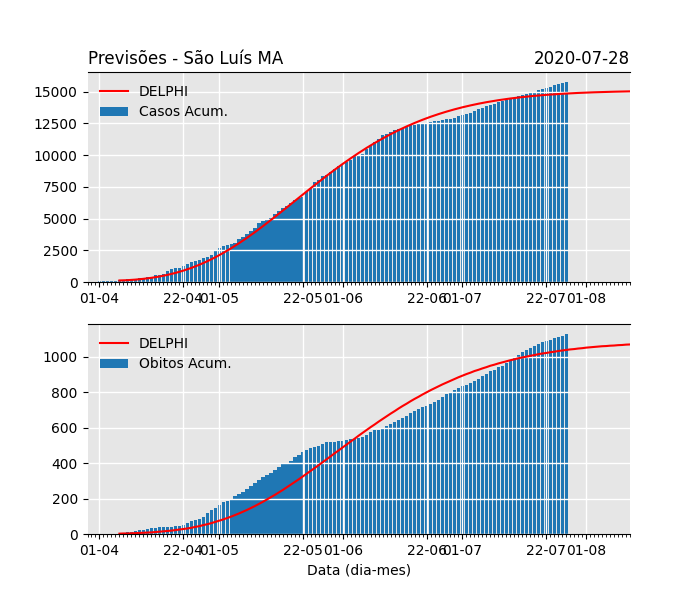 Previsões - São Luís MA 2020-07-28
DELPHI
Casos Acum.
15000
12500
10000
7500
5000
2500
0
01-04 22-04 01-05 22-05 01-06 22-06 01-07 22-07 01-08
DELPHI
Obitos Acum.
1000
800
600
400
200
0
01-04 22-04 01-05 22-05 01-06 22-06 01-07 22-07 01-08
Data (dia-mes)